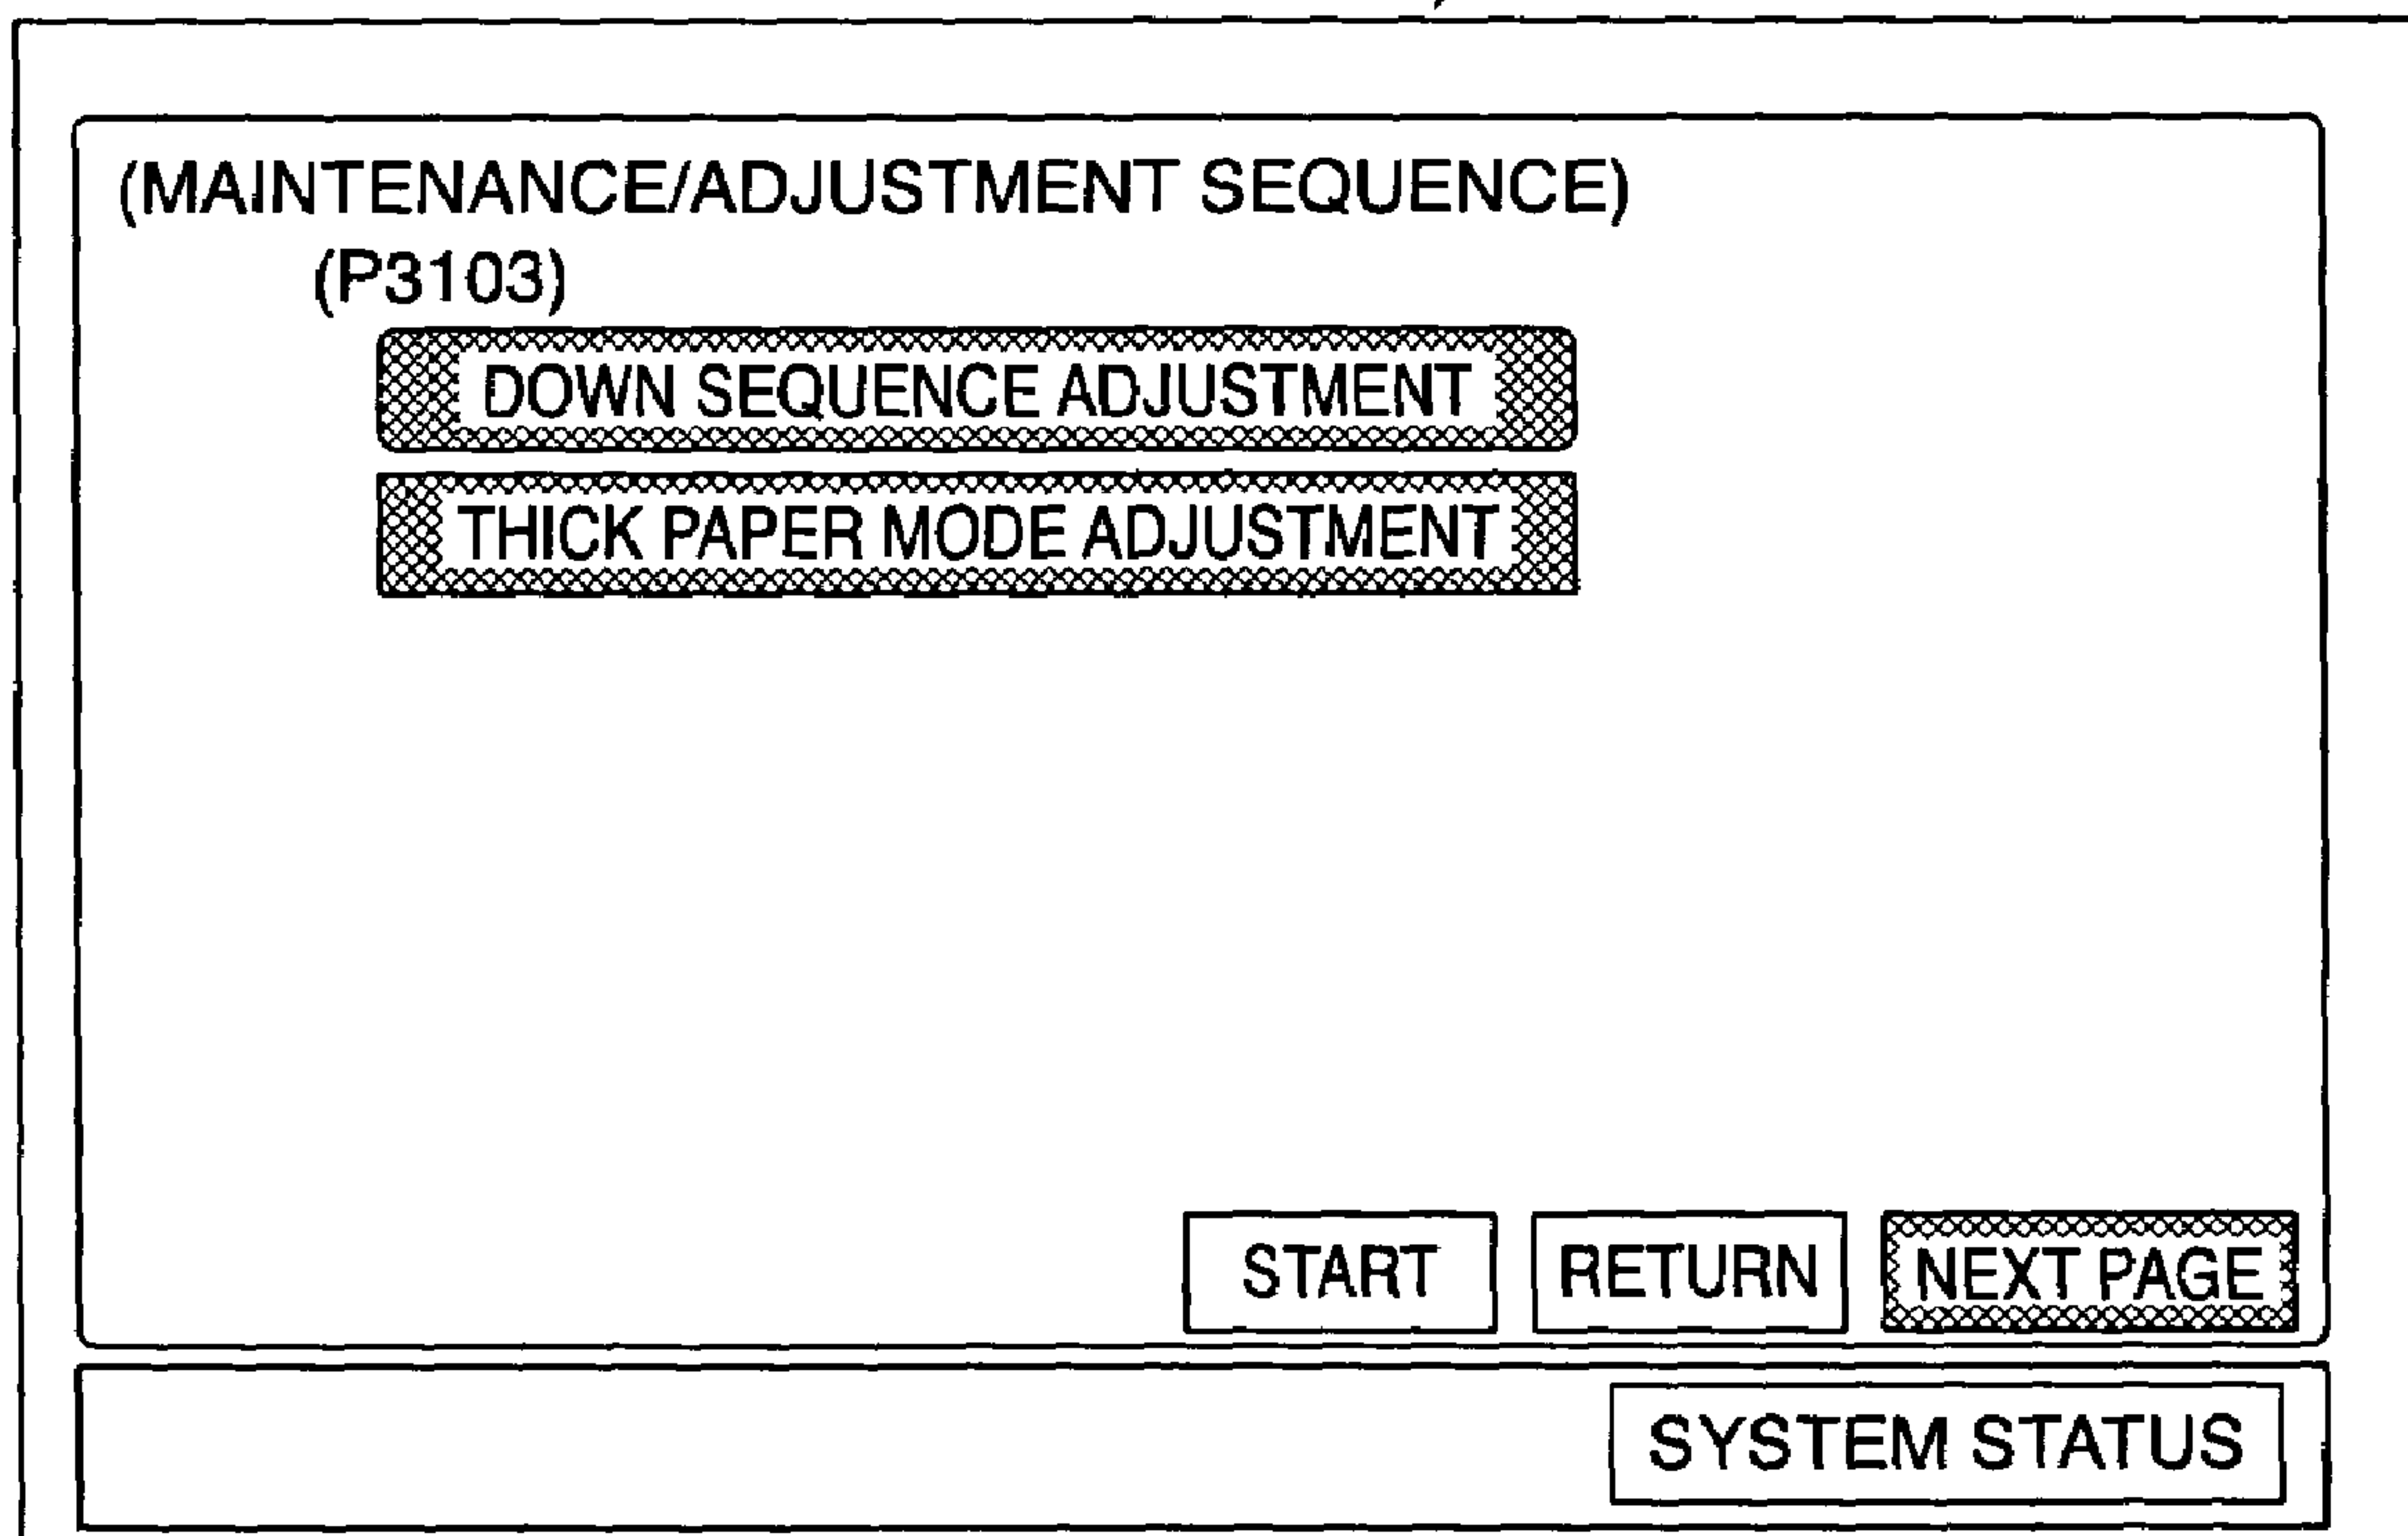 (MAINTENANCE/ADJUSTMENT SEQUENCE)
(P3103)
DOWN SEQUENCE ADJUSTMENT
THICK PAPER MODE ADJUSTMENT
START RETURN NEXT PAGE
SYSTEM STATUS